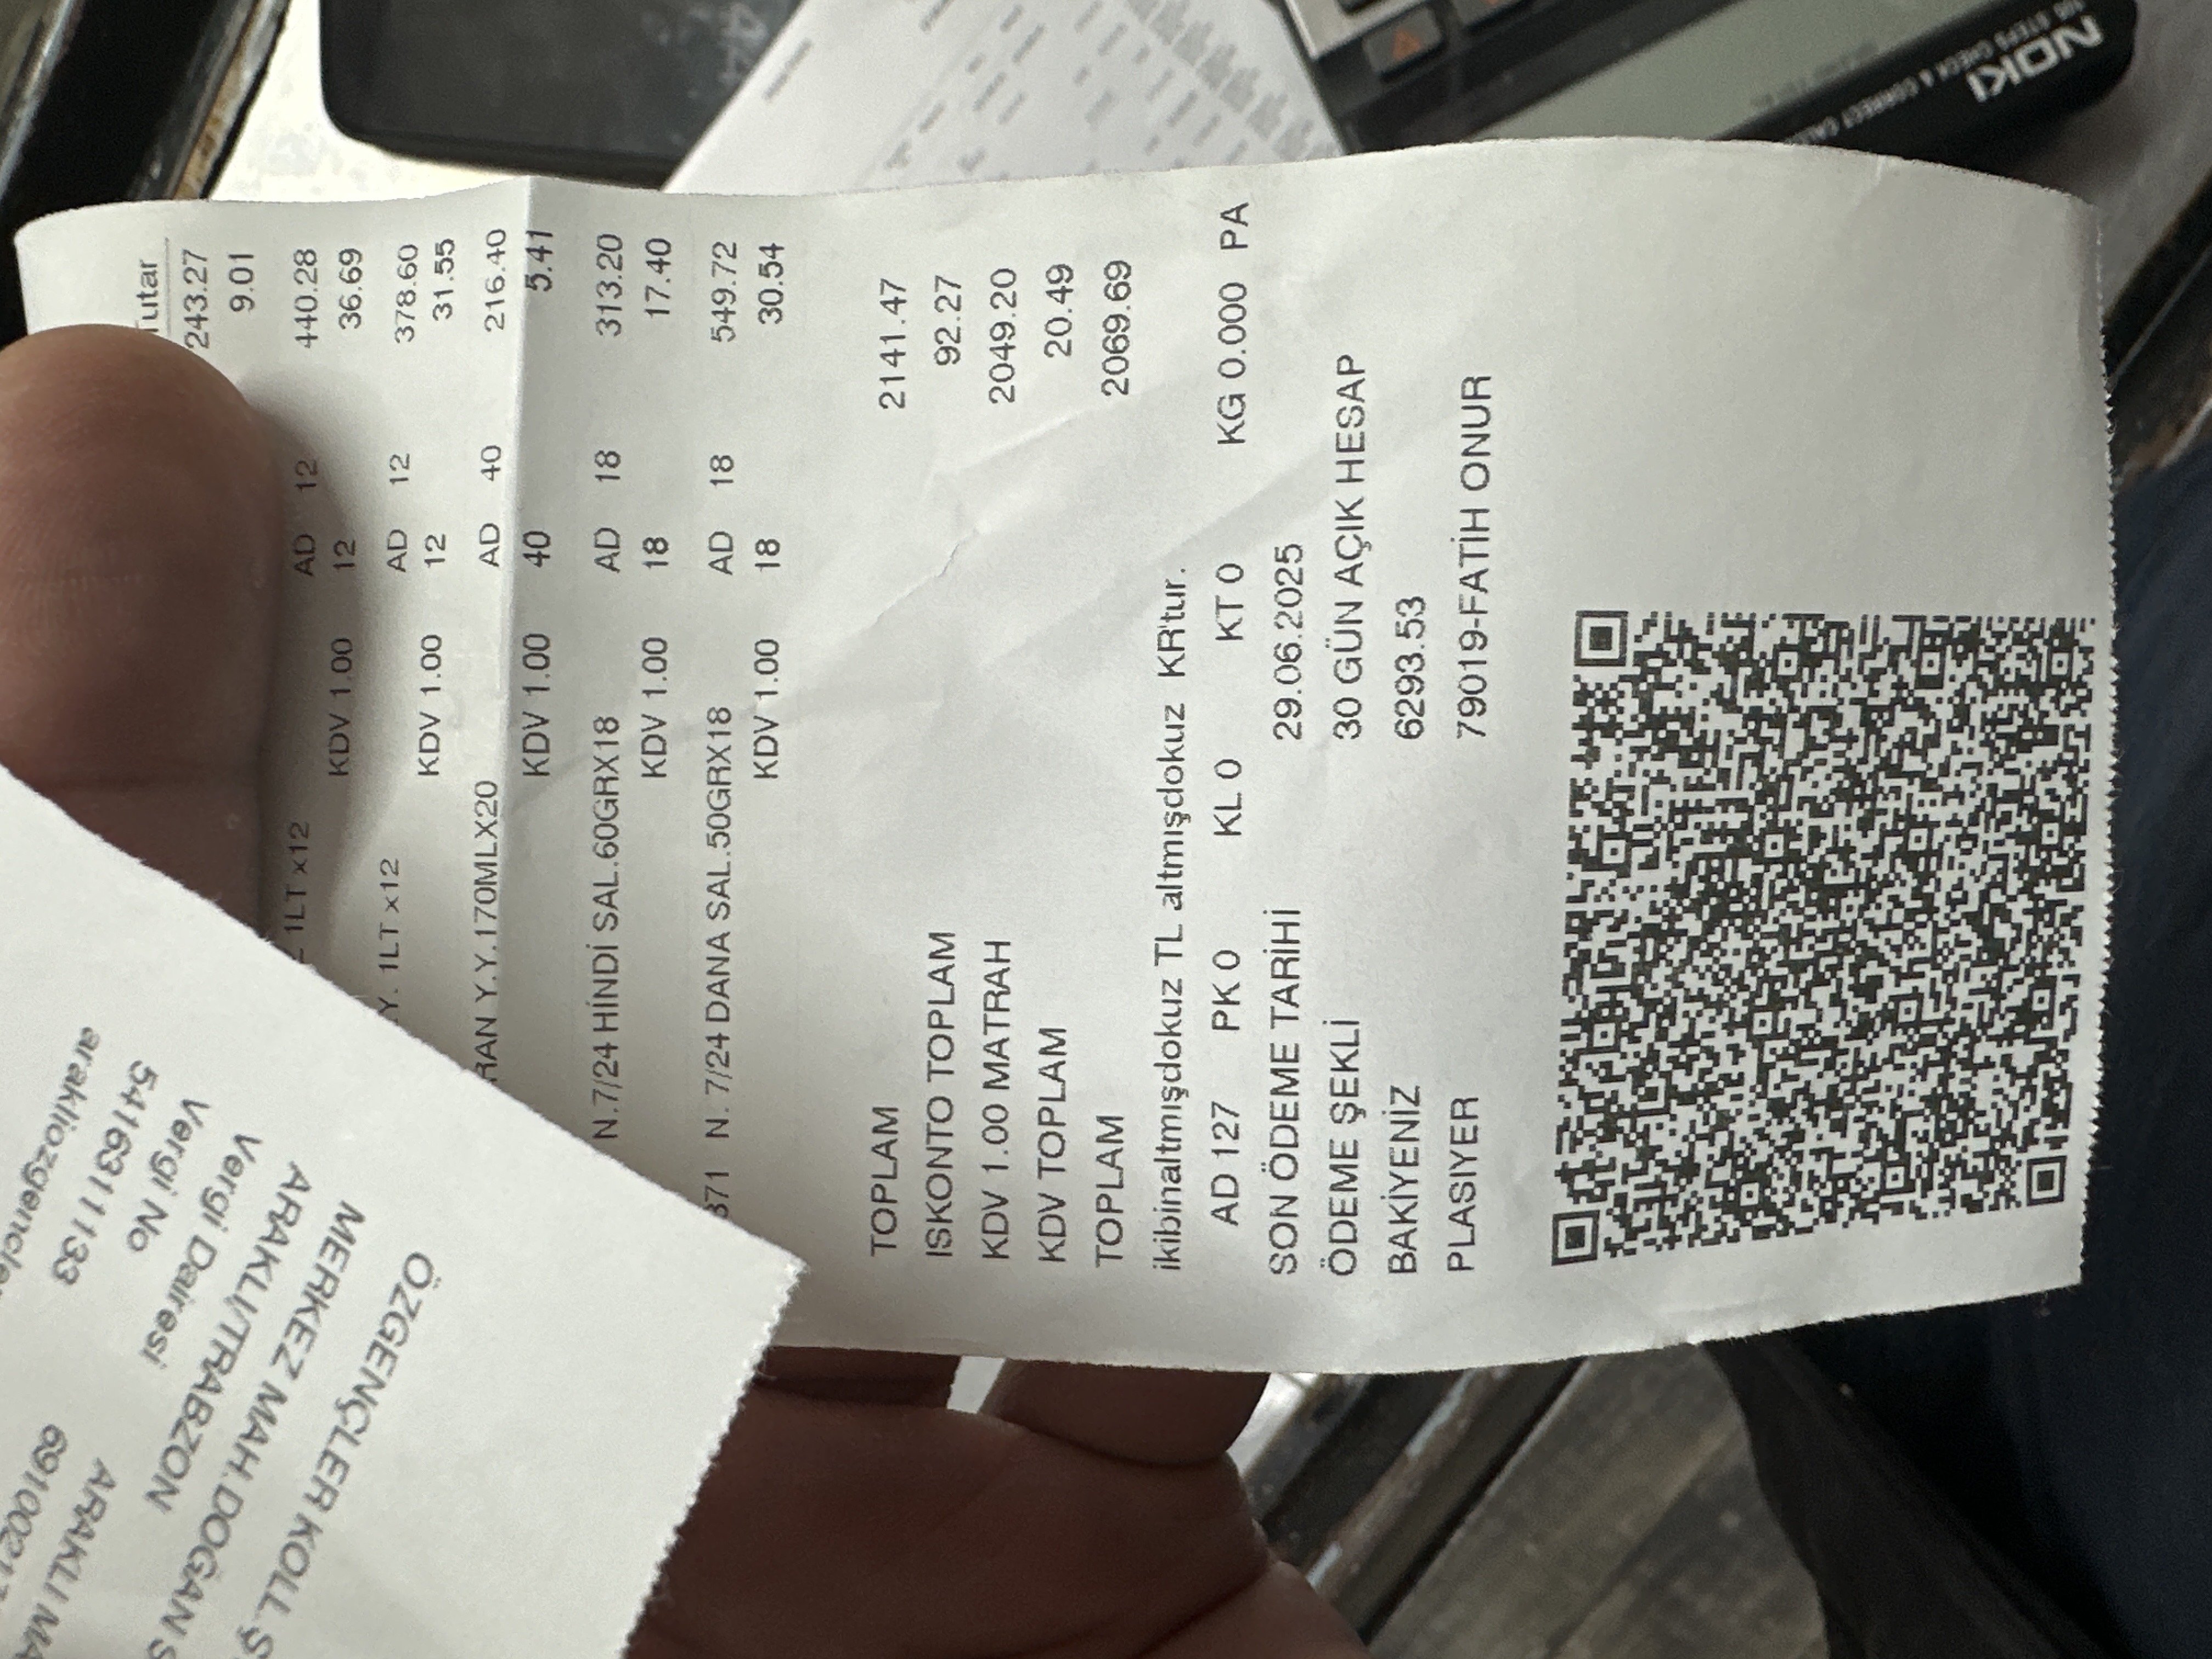 Tutar
243.27
9.01
1LT x12 AD 12 440.28
KDV 1.00 12 36.69
Y. 1LT x12 AD 12 378.60
KDV 1.00 12 31.55
RAN Y.Y.170MLX20 AD 40 216.40
KDV 1.00 40 5.41
N.7/24 HİNDİ SAL.60GRX18 AD 18 313.20
KDV 1.00 18 17.40
371 N. 7/24 DANA SAL.50GRX18 AD 18 549.72
KDV 1.00 18 30.54
TOPLAM 2141.47
ISKONTO TOPLAM 92.27
KDV 1.00 MATRAH 2049.20
KDV TOPLAM 20.49
TOPLAM 2069.69
ikibinaltmışdokuz TL altmışdokuz KR'tur.
AD 127 PK 0 KL 0 KT 0 KG 0.000 PA
SON ÖDEME TARİHİ 29.06.2025
ÖDEME ŞEKLİ 30 GÜN AÇIK HESAP
BAKİYENİZ 6293.53
PLASIYER 79019-FATİH ONUR
ÖZGENÇLER KOLL.Ş
MERKEZ MAH.DOĞAN S
ARAKLI/TRABZON
Vergi Dairesi ARAKLI MA
Vergi No
5416311133
NOKI